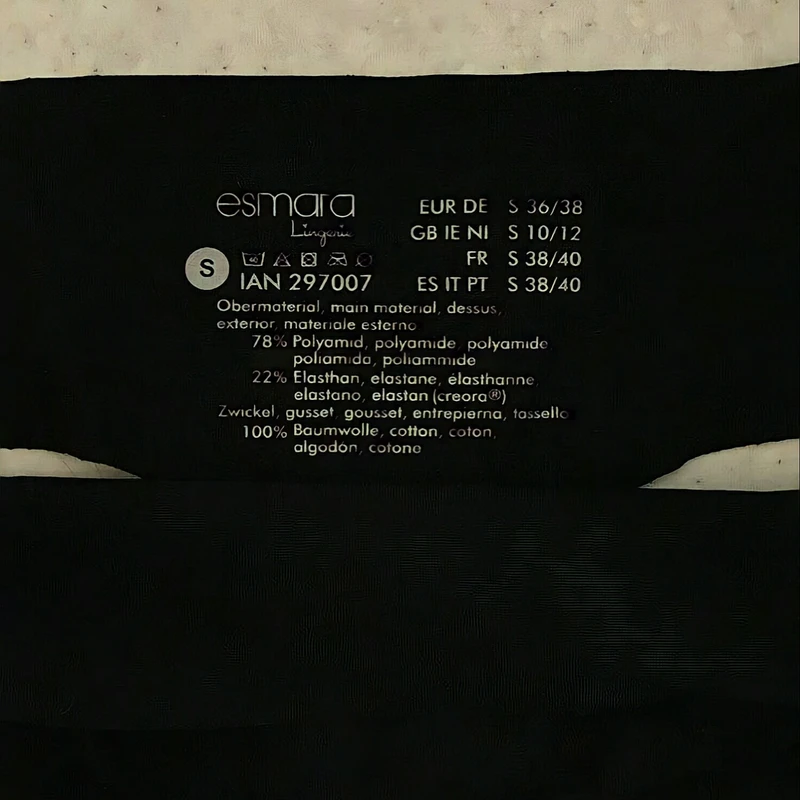 esmara
Lingerie
S
IAN 297007
EUR DE S 36/38
GB IE NI S 10/12
FR S 38/40
ES IT PT S 38/40
Obermaterial, main material, dessus,
exterior, materiale esterno
78% Polyamid, polyamide, polyamide
poliamida, poliammide
22% Elasthan, elastane, élasthanne,
elastano, elastan (creora®)
Zwickel, gusset, gousset, entrepierna, tassello
100% Baumwolle, cotton, coton,
algodón, cotone